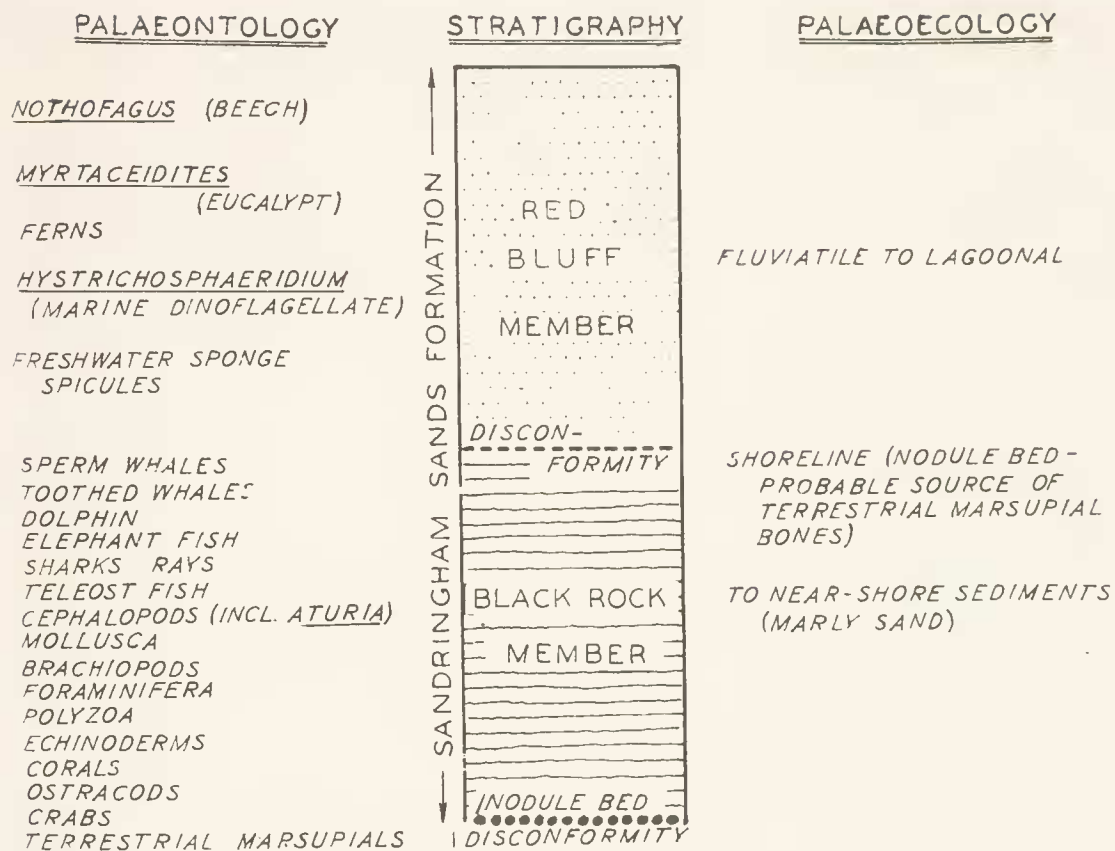 PALAEONTOLOGY
NOTHOFAGUS (BEECH)
MYRTACEIDITES
(EUCALYPT)
FERNS
HYSTRICHOSPHAERIDIUM
(MARINE DINOFLAGELLATE)
FRESHWATER SPONGE
SPICULES
SPERM WHALES
TOOTHED WHALES
DOLPHIN
ELEPHANT FISH
SHARKS RAYS
TELEOST FISH
CEPHALOPODS (INCL. ATURIA)
MOLLUSCA
BRACHIOPODS
FORAMINIFERA
POLYZOA
ECHINODERMS
CORALS
OSTRACODS
CRABS
TERRESTRIAL MARSUPIALS
STRATIGRAPHY
SANDRINGHAM SANDS FORMATION
RED
BLUFF
MEMBER
DISCON-
FORMITY
BLACK ROCK
MEMBER
NODULE BED
DISCONFORMITY
PALAEOECOLOGY
FLUVIATILE TO LAGOONAL
SHORELINE (NODULE BED-
PROBABLE SOURCE OF
TERRESTRIAL MARSUPIAL
BONES)
TO NEAR-SHORE SEDIMENTS
(MARLY SAND)